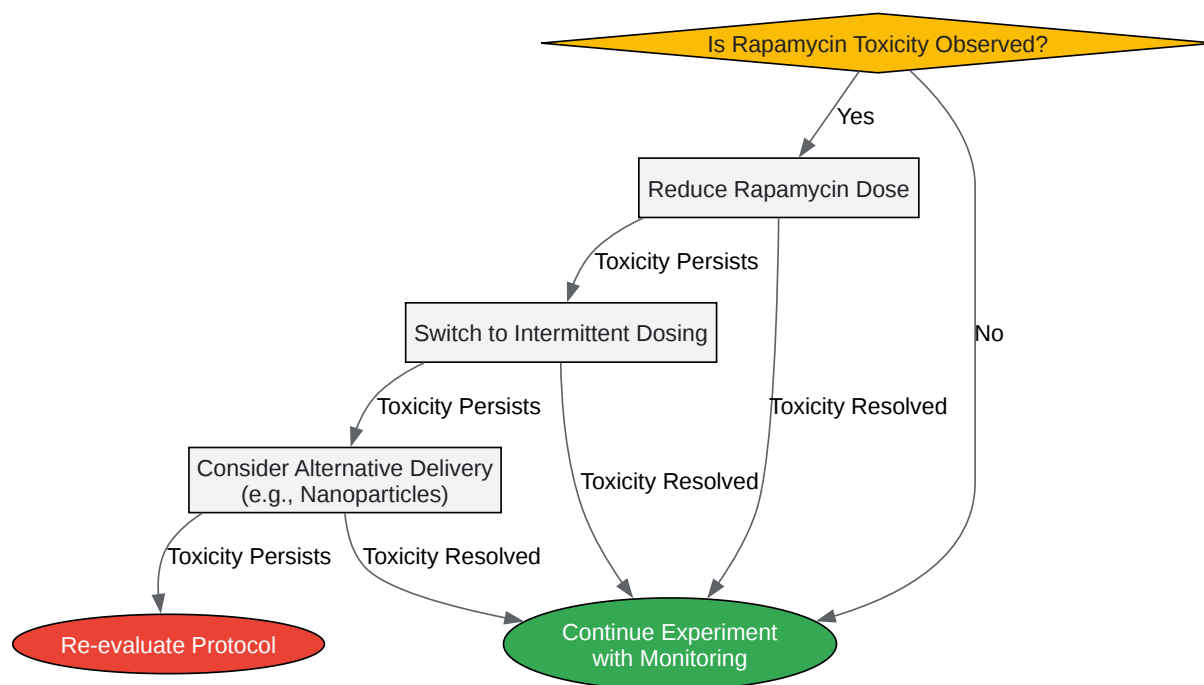 Is Rapamycin Toxicity Observed?
Yes
Reduce Rapamycin Dose
Toxicity Persists
Switch to Intermittent Dosing
No
Toxicity Persists
Toxicity Resolved
Consider Alternative Delivery
(e.g., Nanoparticles)
Toxicity Resolved
Toxicity Persists
Toxicity Resolved
Re-evaluate Protocol
Continue Experiment
with Monitoring